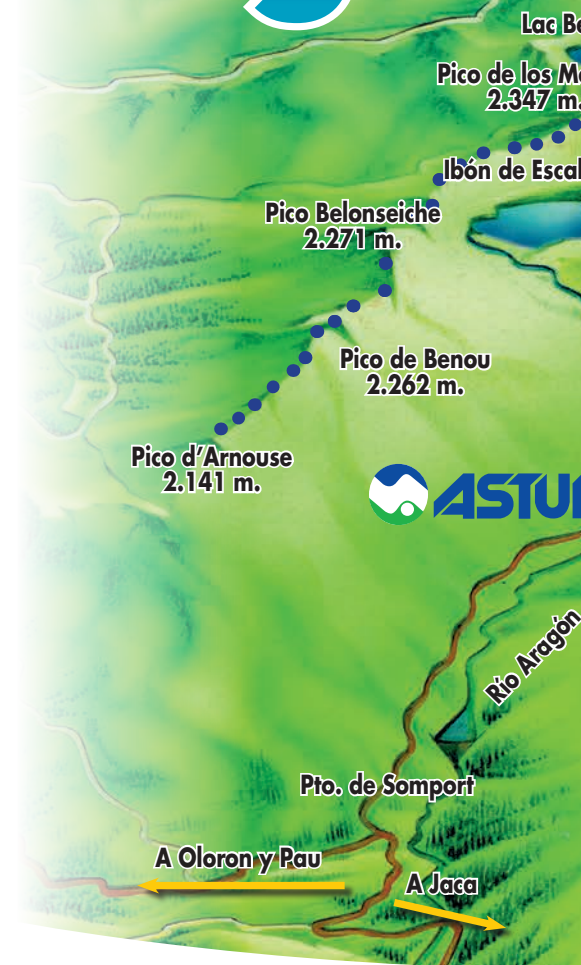 Lac Be
Pico de los Mo
2.347 m.
Ibón de Escal
Pico Belonseiche
2.271 m.
Pico de Benou
2.262 m.
Pico d'Arnouse
2.141 m.
ASTU
Río Aragón
Pto. de Somport
A Oloron y Pau
A Jaca